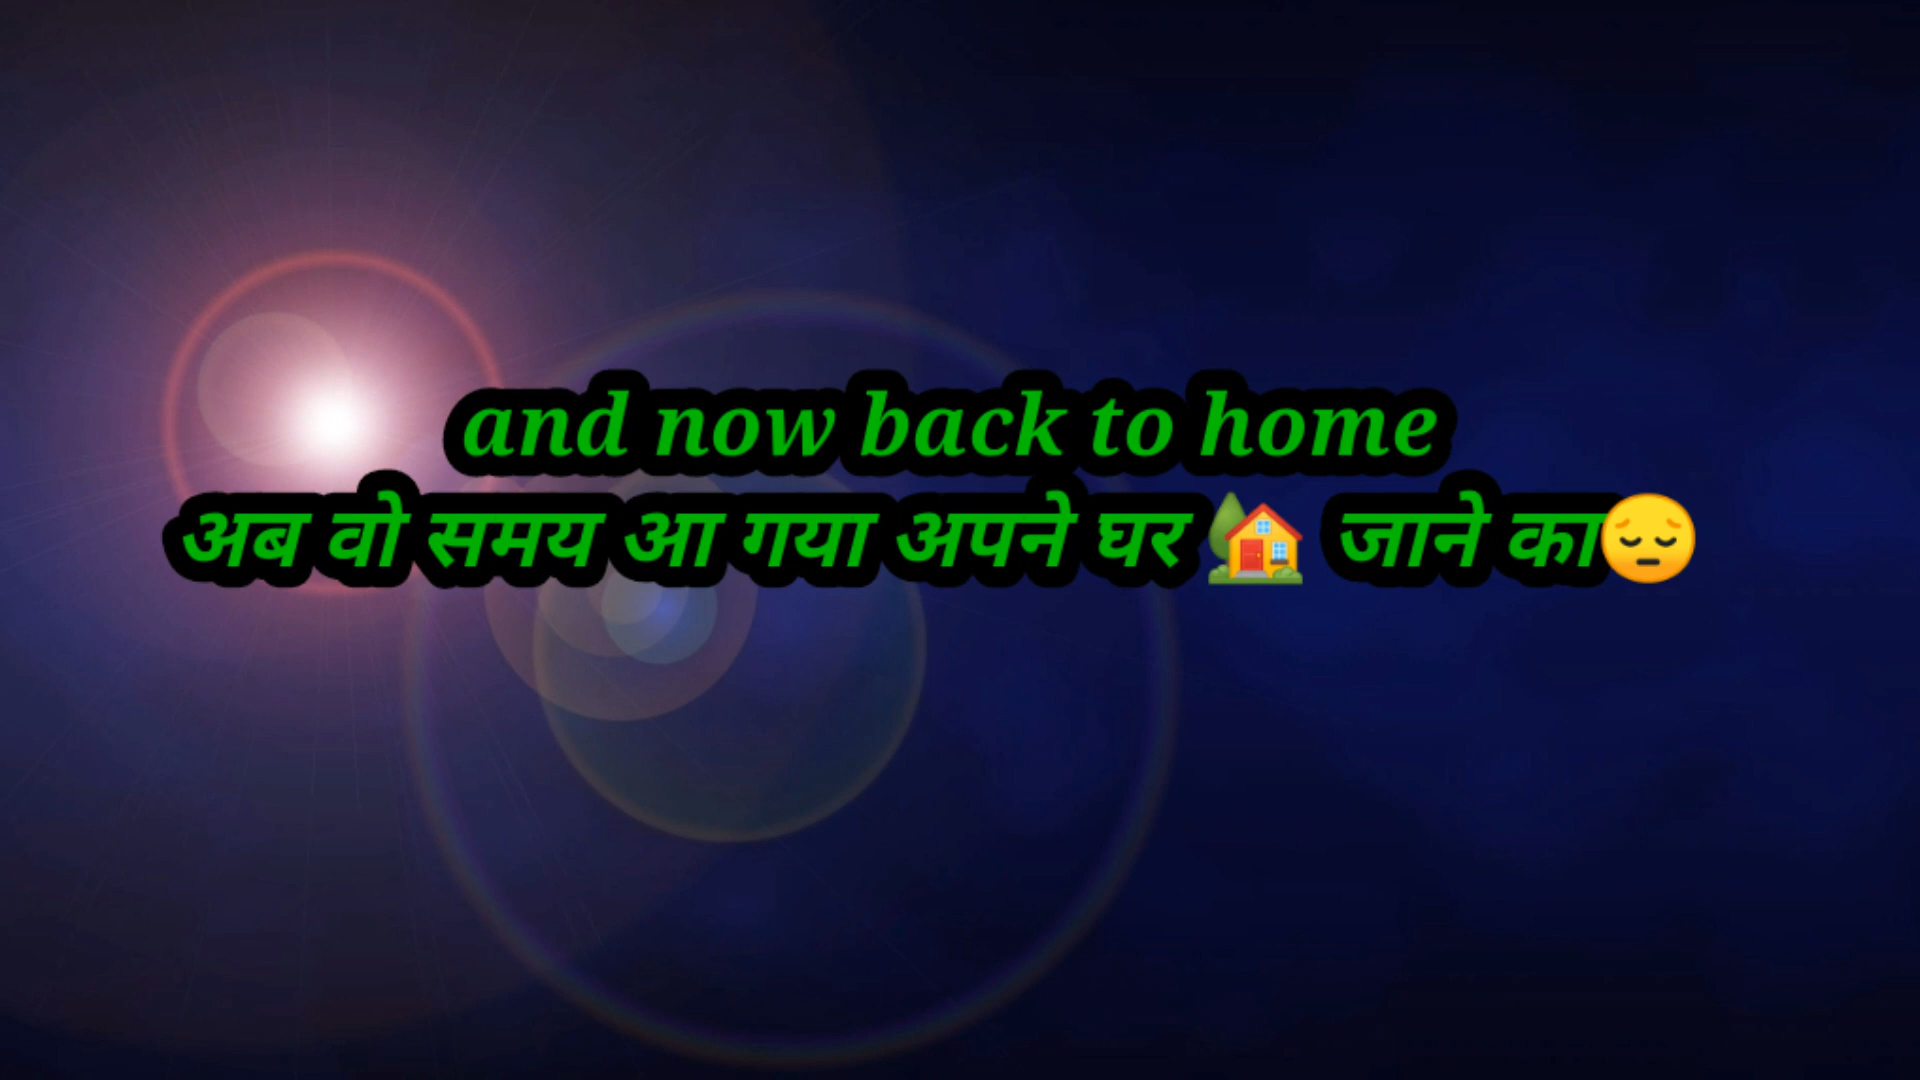 and now back to home
अब वो समय आ गया अपने घर 🏡 जाने का😔